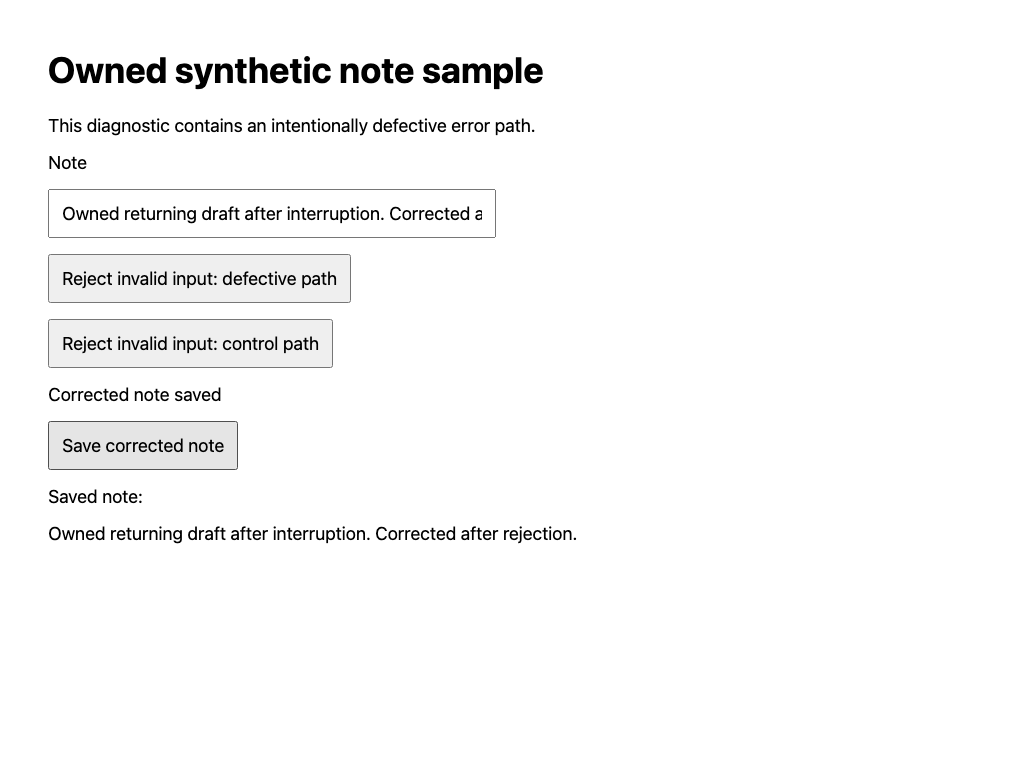 Owned synthetic note sample
This diagnostic contains an intentionally defective error path.
Note
Owned returning draft after interruption. Corrected a
Reject invalid input: defective path
Reject invalid input: control path
Corrected note saved
Save corrected note
Saved note:
Owned returning draft after interruption. Corrected after rejection.